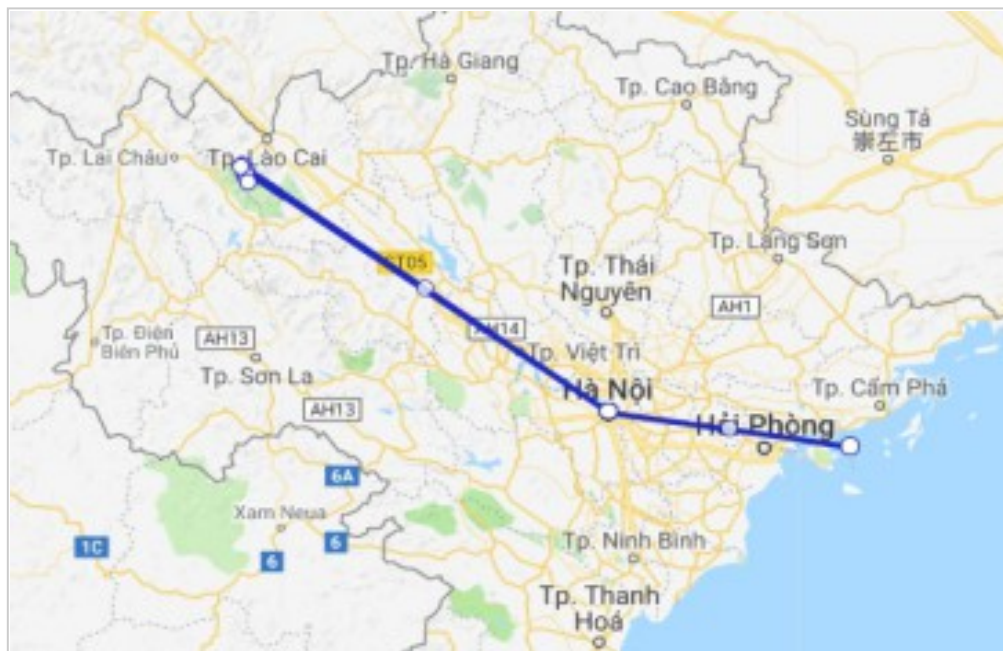 Tp. Hà Giang
Tp. Cao Bằng
Sùng Tả
崇左市
Tp. Lai Châu
Tp. Lào Cai
Tp. Lạng Sơn
CT05
Tp. Thái
Nguyên
AH1
Tp. Điện
Biên Phủ
AH13
AH14
Tp. Việt Trì
Tp. Sơn La
AH13
Hà Nội
Tp. Cẩm Phả
Hải Phòng
6A
Xam Neua
1C
6
6
Tp. Ninh Bình
Tp. Thanh
Hoá